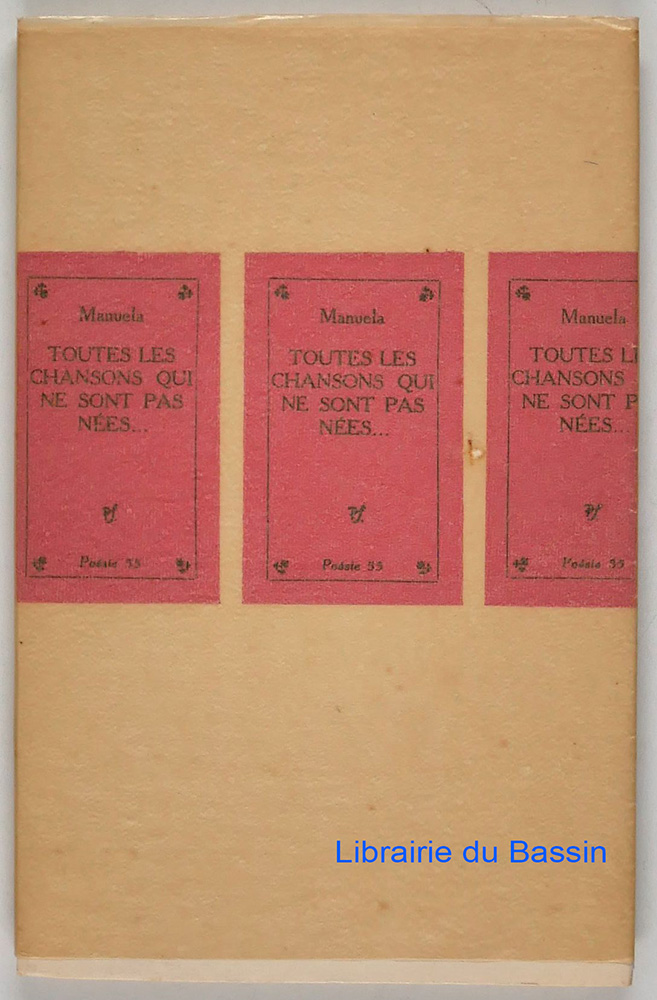 Manuela
TOUTES LES
CHANSONS QUI
NE SONT PAS
NÉES...
Poésie 55
Manuela
TOUTES LES
CHANSONS QUI
NE SONT PAS
NÉES...
Poésie 55
Manuela
TOUTES
CHANSONS
NE SONT
NÉES...
Poésie 55
Librairie du Bassin